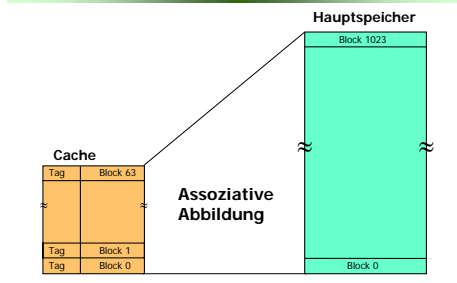 Hauptspeicher
Block 1023
Cache
Tag Block 63
Assoziative
Abbildung
Tag Block 1
Tag Block 0
Block 0